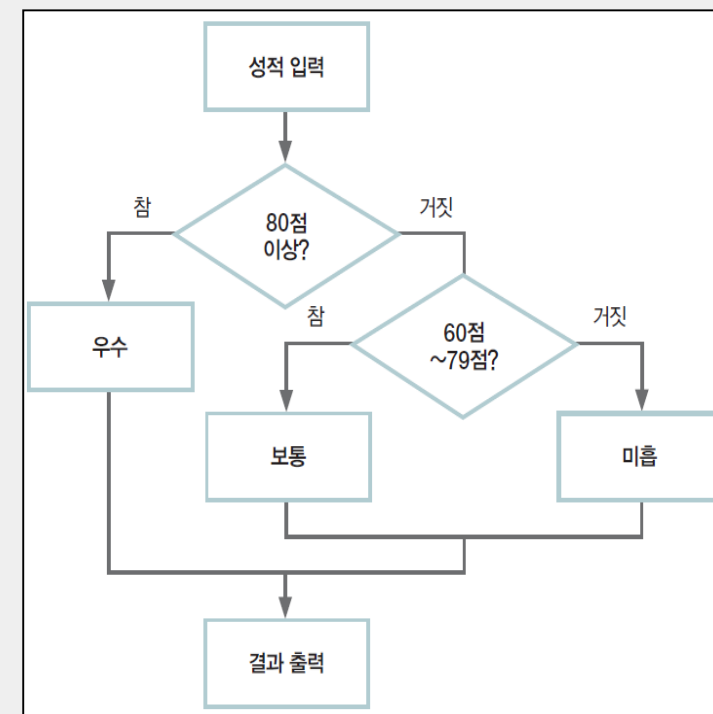 성적 입력
참
80점
이상?
거짓
우수
참
60점
~79점?
거짓
보통
미흡
결과 출력